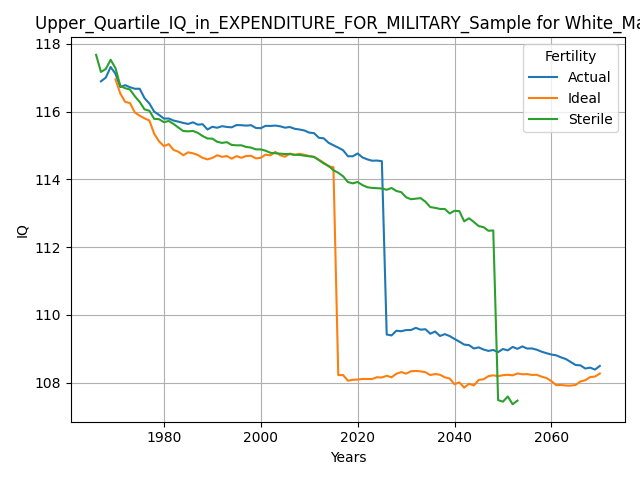 Upper_Quartile_IQ_in_EXPENDITURE_FOR_MILITARY_Sample for White_Ma
118
116
114
112
110
108
IQ
Fertility
Actual
Ideal
Sterile
1980 2000 2020 2040 2060
Years